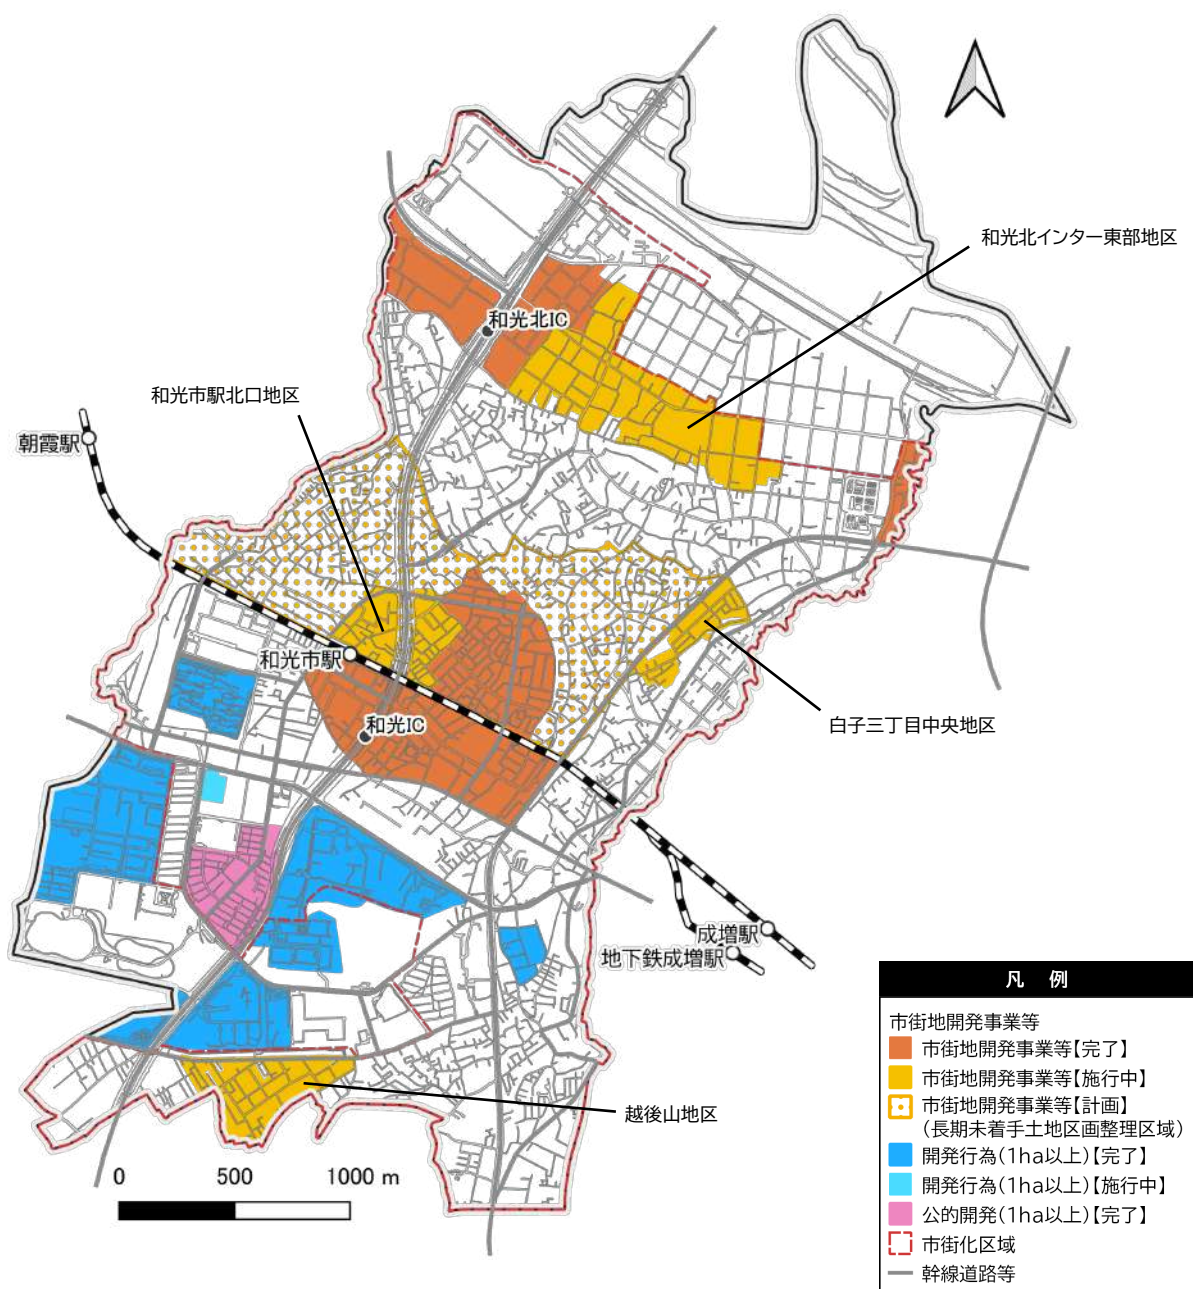 和光北インター東部地区
和光北IC
和光市駅北口地区
朝霞駅
和光市駅
和光IC
白子三丁目中央地区
成増駅
地下鉄成増駅
越後山地区
0 500 1000 m
凡 例
市街地開発事業等
市街地開発事業等【完了】
市街地開発事業等【施行中】
市街地開発事業等【計画】
(長期未着手土地区画整理区域)
開発行為(1ha以上)【完了】
開発行為(1ha以上)【施行中】
公的開発(1ha以上)【完了】
市街化区域
幹線道路等